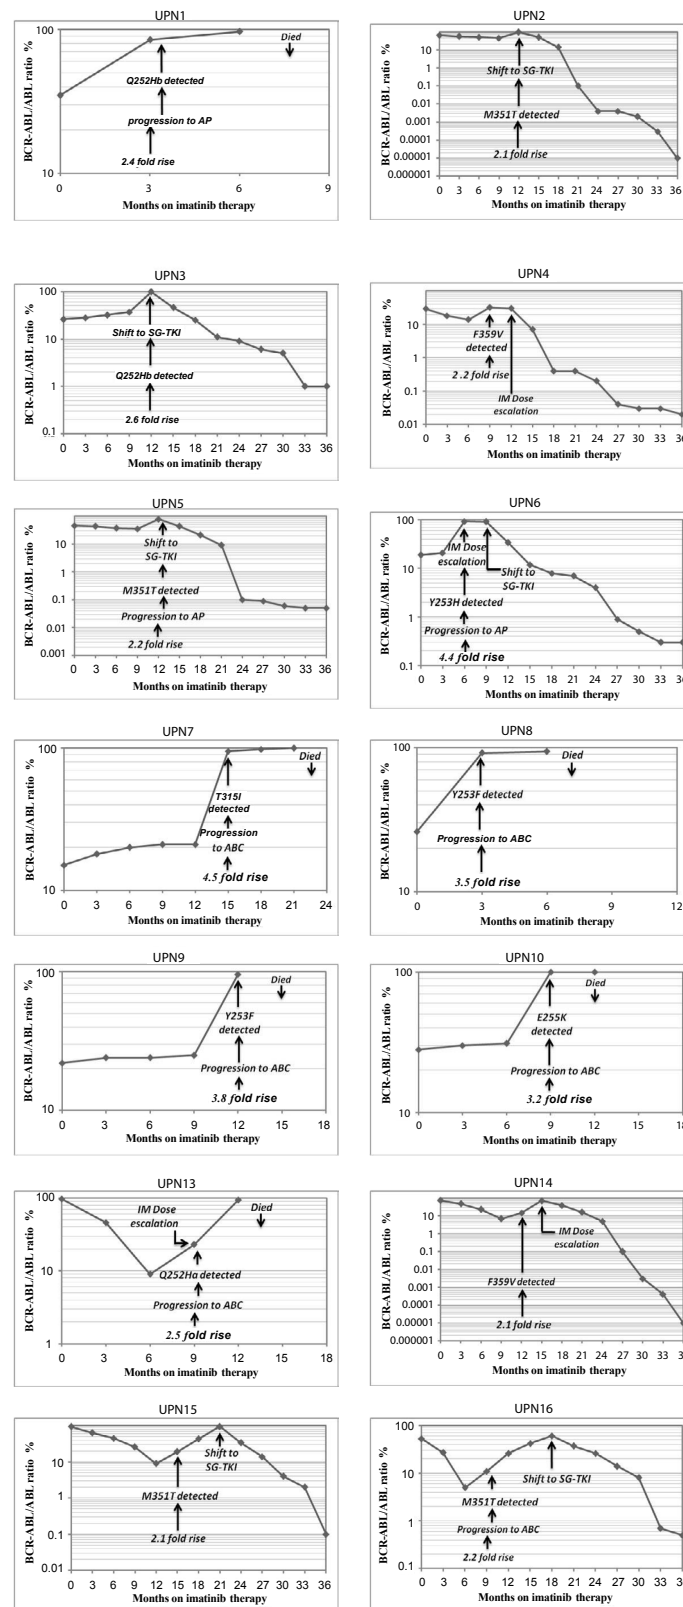 UPN1
BCR-ABL/ABL ratio %
100
10
Died
Q252Hb detected
progression to AP
2.4 fold rise
0 3 6 9
Months on imatinib therapy
UPN2
BCR-ABL/ABL ratio %
10
1
0.1
0.01
0.001
0.0001
0.00001
0.000001
Shift to SG-TKI
M351T detected
2.1 fold rise
0 3 6 9 12 15 18 21 24 27 30 33 36
Months on imatinib therapy
UPN3
BCR-ABL/ABL ratio %
100
10
1
0.1
Shift to SG-TKI
Q252Hb detected
2.6 fold rise
0 3 6 9 12 15 18 21 24 27 30 33 36
Months on imatinib therapy
UPN4
BCR-ABL/ABL ratio %
10
1
0.1
0.01
F359V
detected
2 .2 fold rise
IM Dose
escalation
0 3 6 9 12 15 18 21 24 27 30 33 36
Months on imatinib therapy
UPN5
BCR-ABL/ABL ratio %
10
1
0.1
0.01
0.001
Shift to
SG-TKI
M351T detected
Progression to AP
2.2 fold rise
0 3 6 9 12 15 18 21 24 27 30 33 36
Months on imatinib therapy
UPN6
BCR-ABL/ABL ratio %
100
10
1
0.1
IM Dose
escalation
Shift to
SG-TKI
Y253H detected
Progression to AP
4.4 fold rise
0 3 6 9 12 15 18 21 24 27 30 33 36
Months on imatinib therapy
UPN7
BCR-ABL/ABL ratio %
100
10
Died
T315I
detected
Progression
to ABC
4.5 fold rise
0 3 6 9 12 15 18 21 24
Months on imatinib therapy
UPN8
BCR-ABL/ABL ratio %
100
10
Died
Y253F detected
Progression to ABC
3.5 fold rise
0 3 6 9 12
Months on imatinib therapy
UPN9
BCR-ABL/ABL ratio %
100
10
Died
Y253F
detected
Progression to ABC
3.8 fold rise
0 3 6 9 12 15 18
Months on imatinib therapy
UPN10
BCR-ABL/ABL ratio %
100
10
Died
E255K
detected
Progression to ABC
3.2 fold rise
0 3 6 9 12 15 18
Months on imatinib therapy
UPN13
BCR-ABL/ABL ratio %
100
10
1
IM Dose
escalation
Died
Q252Ha detected
Progression to ABC
2.5 fold rise
0 3 6 9 12 15 18
Months on imatinib therapy
UPN14
BCR-ABL/ABL ratio %
10
1
0.1
0.01
0.001
0.0001
0.00001
0.000001
IM Dose
escalation
F359V detected
2.1 fold rise
0 3 6 9 12 15 18 21 24 27 30 33 36
Months on imatinib therapy
UPN15
BCR-ABL/ABL ratio %
10
1
0.1
0.01
Shift to
SG-TKI
M351T detected
2.1 fold rise
0 3 6 9 12 15 18 21 24 27 30 33 36
Months on imatinib therapy
UPN16
BCR-ABL/ABL ratio %
100
10
1
0.1
Shift to SG-TKI
M351T detected
Progression to ABC
2.2 fold rise
0 3 6 9 12 15 18 21 24 27 30 33 36
Months on imatinib therapy